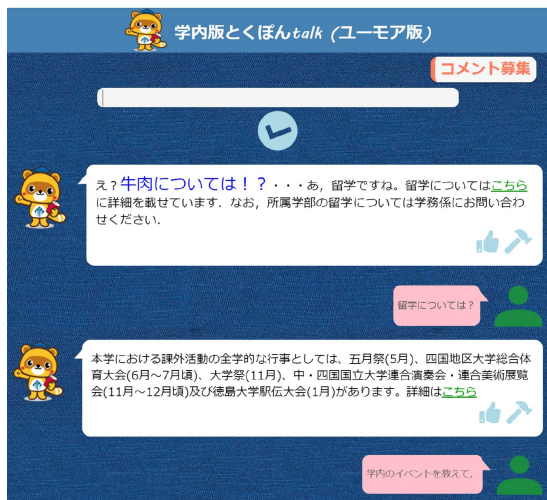 学内版とくぽんtalk (ユーモア版)
コメント募集
え？牛肉については！？・・・あ，留学ですね。留学についてはこちら
に詳細を載せています．なお，所属学部の留学については学務係にお問い合わ
せください．
留学については？
本学における課外活動の全学的な行事としては、五月祭(5月)、四国地区大学総合体
育大会(6月～7月頃)、大学祭(11月)、中・四国国立大学連合演奏会・連合美術展覧
会(11月～12月頃)及び徳島大学駅伝大会(1月)があります。詳細はこちら
学内のイベントを教えて．